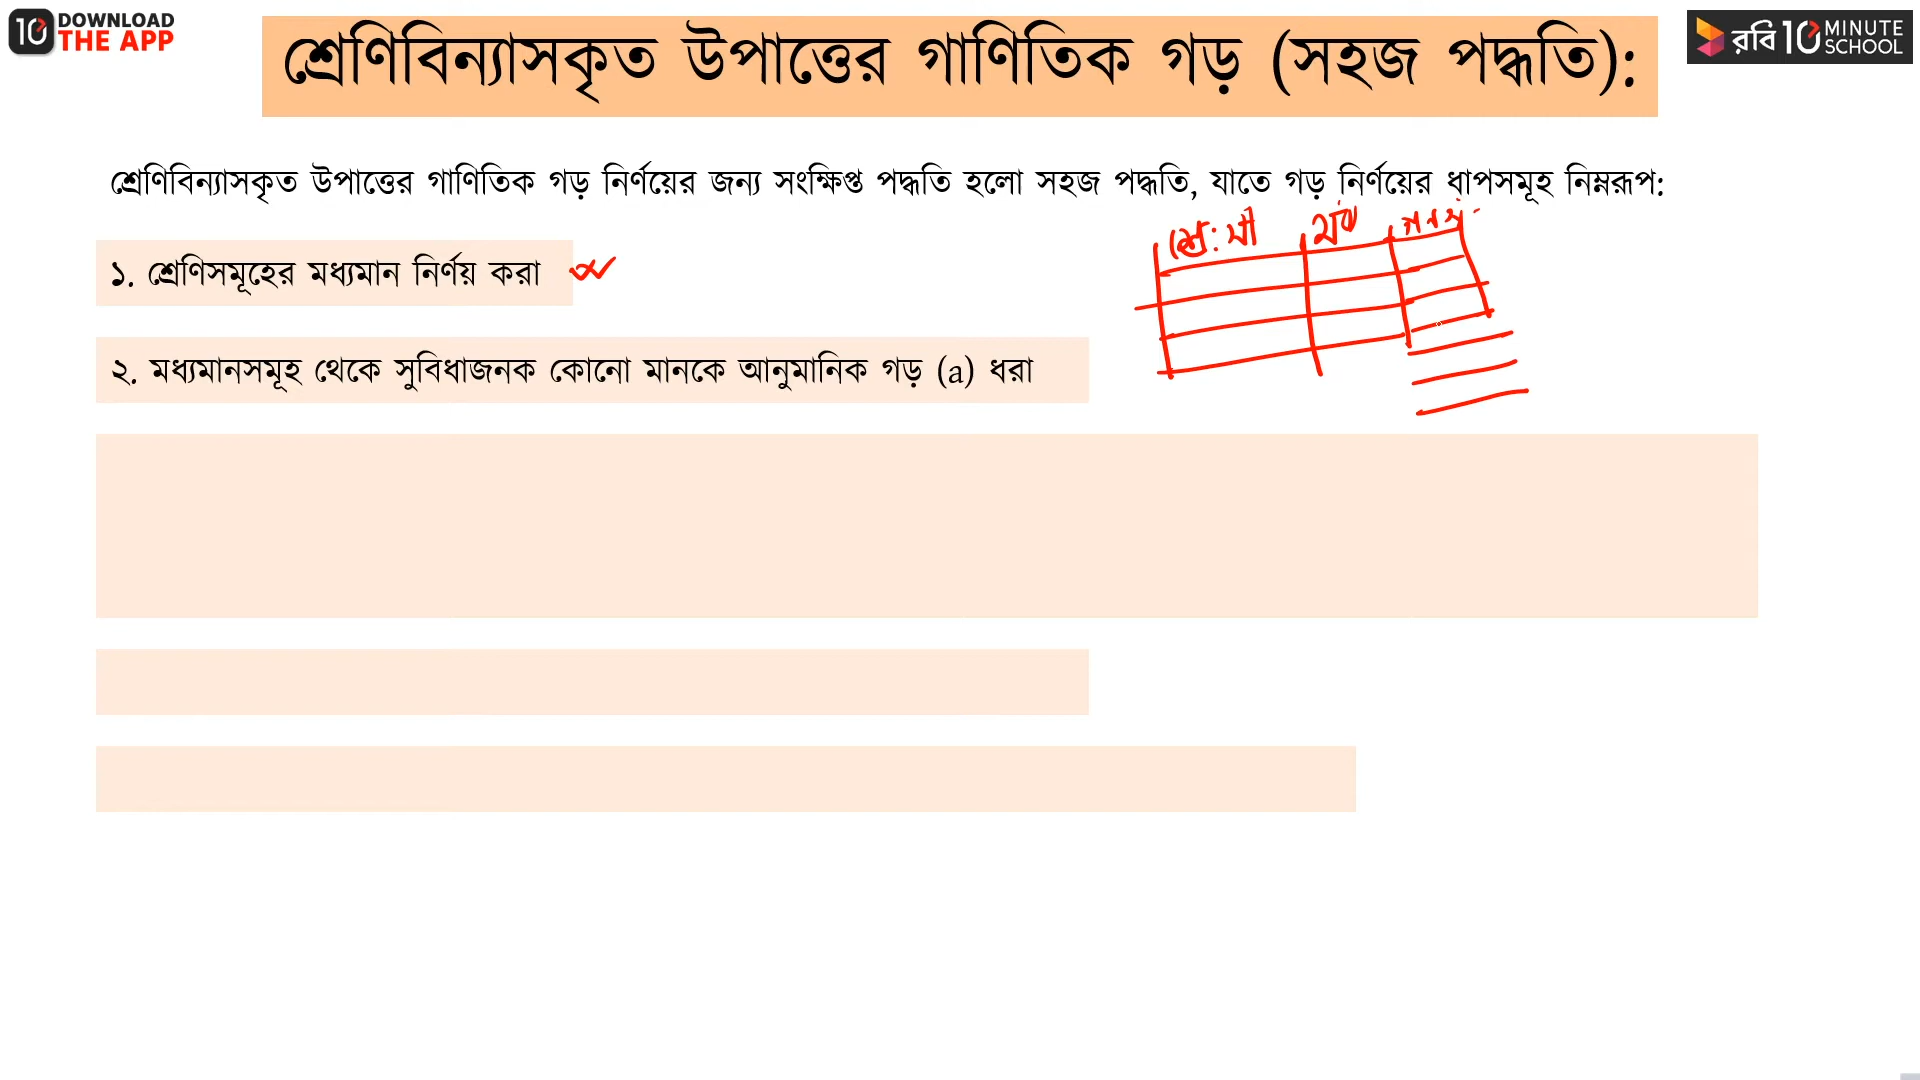 DOWNLOAD
THE APP
শ্রেণিবিন্যাসকৃত উপাত্তের গাণিতিক গড় (সহজ পদ্ধতি):
রবি 10 MINUTE
SCHOOL
শ্রেণিবিন্যাসকৃত উপাত্তের গাণিতিক গড় নির্ণয়ের জন্য সংক্ষিপ্ত পদ্ধতি হলো সহজ পদ্ধতি, যাতে গড় নির্ণয়ের ধাপসমূহ নিম্নরূপ:
১. শ্রেণিসমূহের মধ্যমান নির্ণয় করা
২. মধ্যমানসমূহ থেকে সুবিধাজনক কোনো মানকে আনুমানিক গড় (a) ধরা